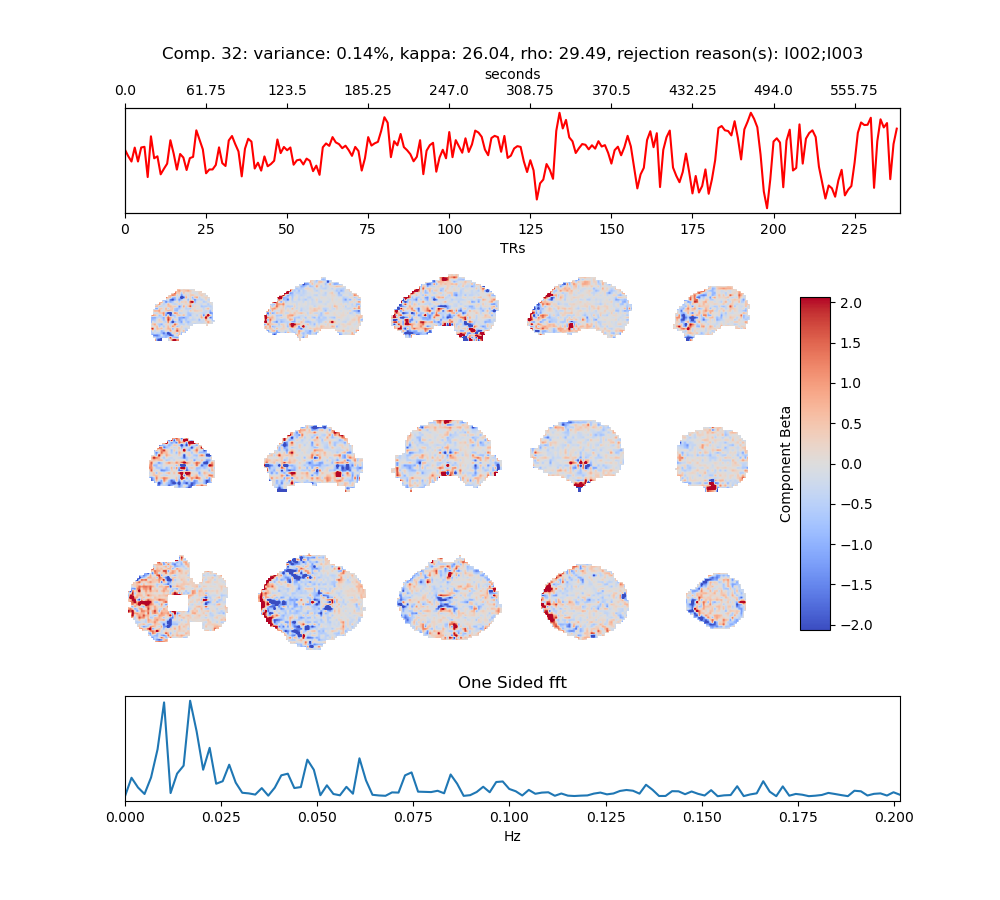 Comp. 32: variance: 0.14%, kappa: 26.04, rho: 29.49, rejection reason(s): I002;I003
seconds
0.0 61.75 123.5 185.25 247.0 308.75 370.5 432.25 494.0 555.75
0 25 50 75 100 125 150 175 200 225
TRs
2.0
1.5
1.0
0.5
0.0
−0.5
−1.0
−1.5
−2.0
Component Beta
One Sided fft
0.000 0.025 0.050 0.075 0.100 0.125 0.150 0.175 0.200
Hz